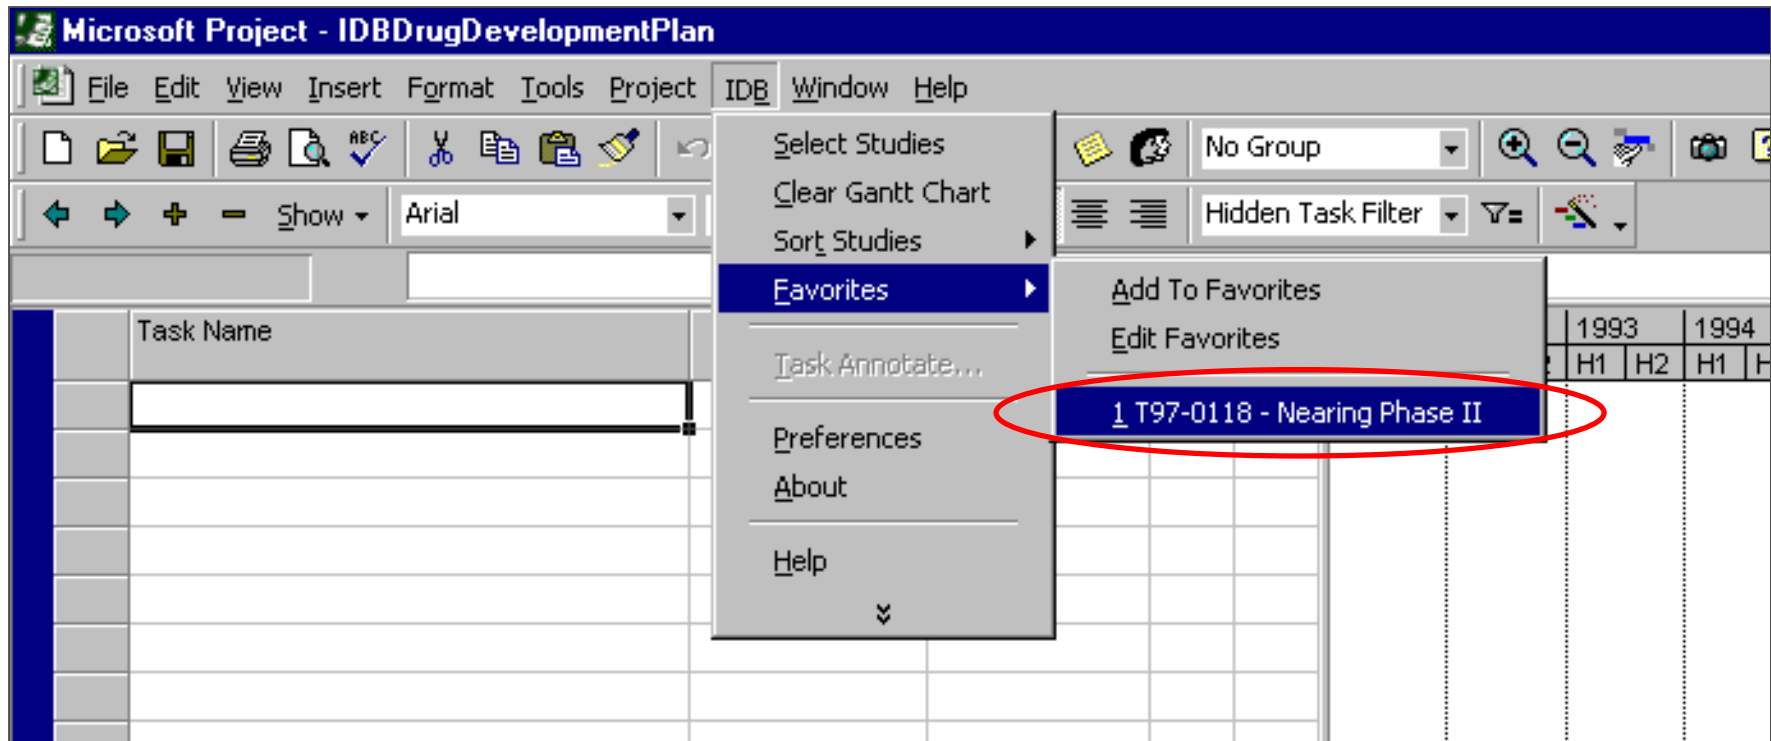 Microsoft Project - IDBDrugDevelopmentPlan
File Edit View Insert Format Tools Project IDB Window Help
ABC
No Group
Show
Arial
Hidden Task Filter
Select Studies
Clear Gantt Chart
Sort Studies
Favorites
Task Annotate...
Preferences
About
Help
Add To Favorites
Edit Favorites
1 T97-0118 - Nearing Phase II
Task Name
1993 1994
H1 H2 H1